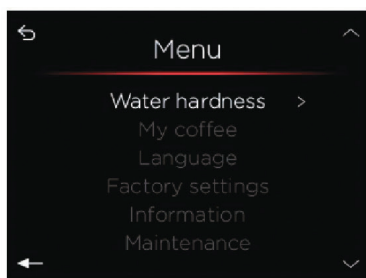 Menu
Water hardness >
My coffee
Language
Factory settings
Information
Maintenance